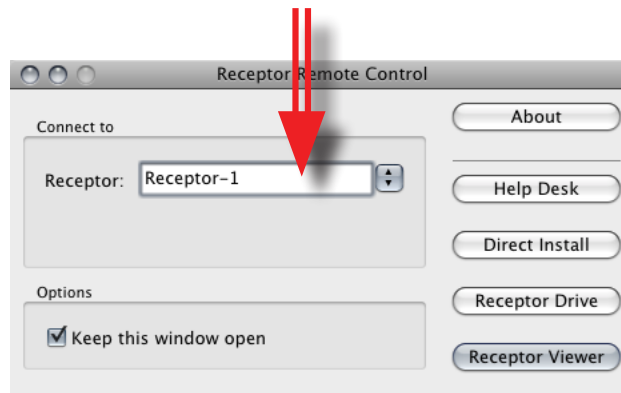 Receptor Remote Control
Connect to
Receptor: Receptor-1
Options
Keep this window open
About
Help Desk
Direct Install
Receptor Drive
Receptor Viewer